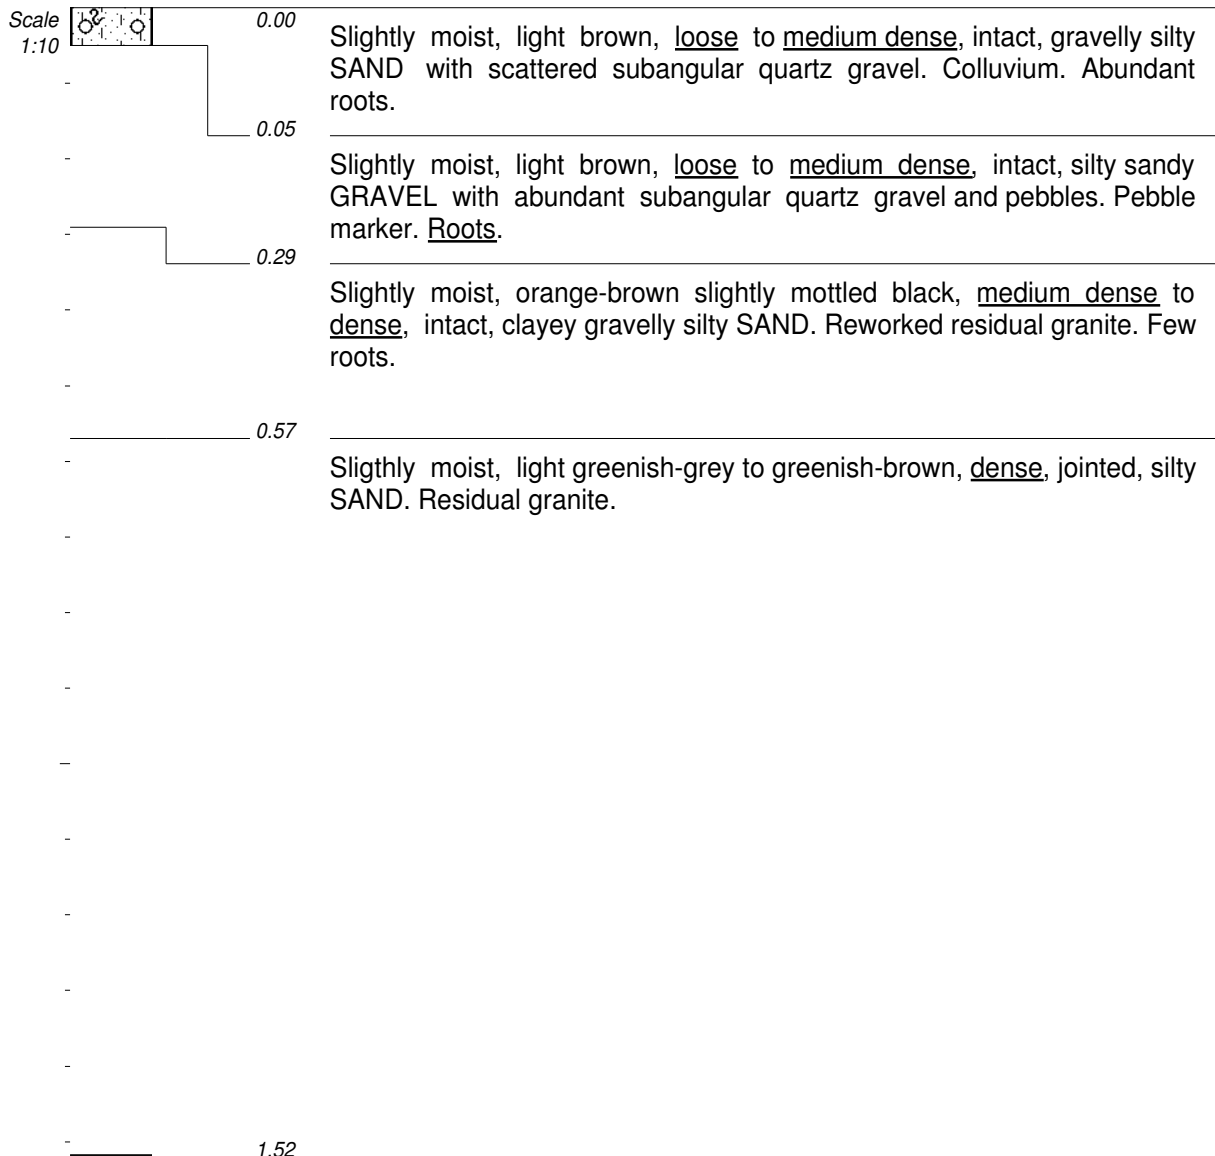 Scale
1:10
0.00
Slightly moist, light brown, loose to medium dense, intact, gravelly silty
SAND with scattered subangular quartz gravel. Colluvium. Abundant
roots.
0.05
Slightly moist, light brown, loose to medium dense, intact, silty sandy
GRAVEL with abundant subangular quartz gravel and pebbles. Pebble
marker. Roots.
0.29
Slightly moist, orange-brown slightly mottled black, medium dense to
dense, intact, clayey gravelly silty SAND. Reworked residual granite. Few
roots.
0.57
Sligthly moist, light greenish-grey to greenish-brown, dense, jointed, silty
SAND. Residual granite.
1.52